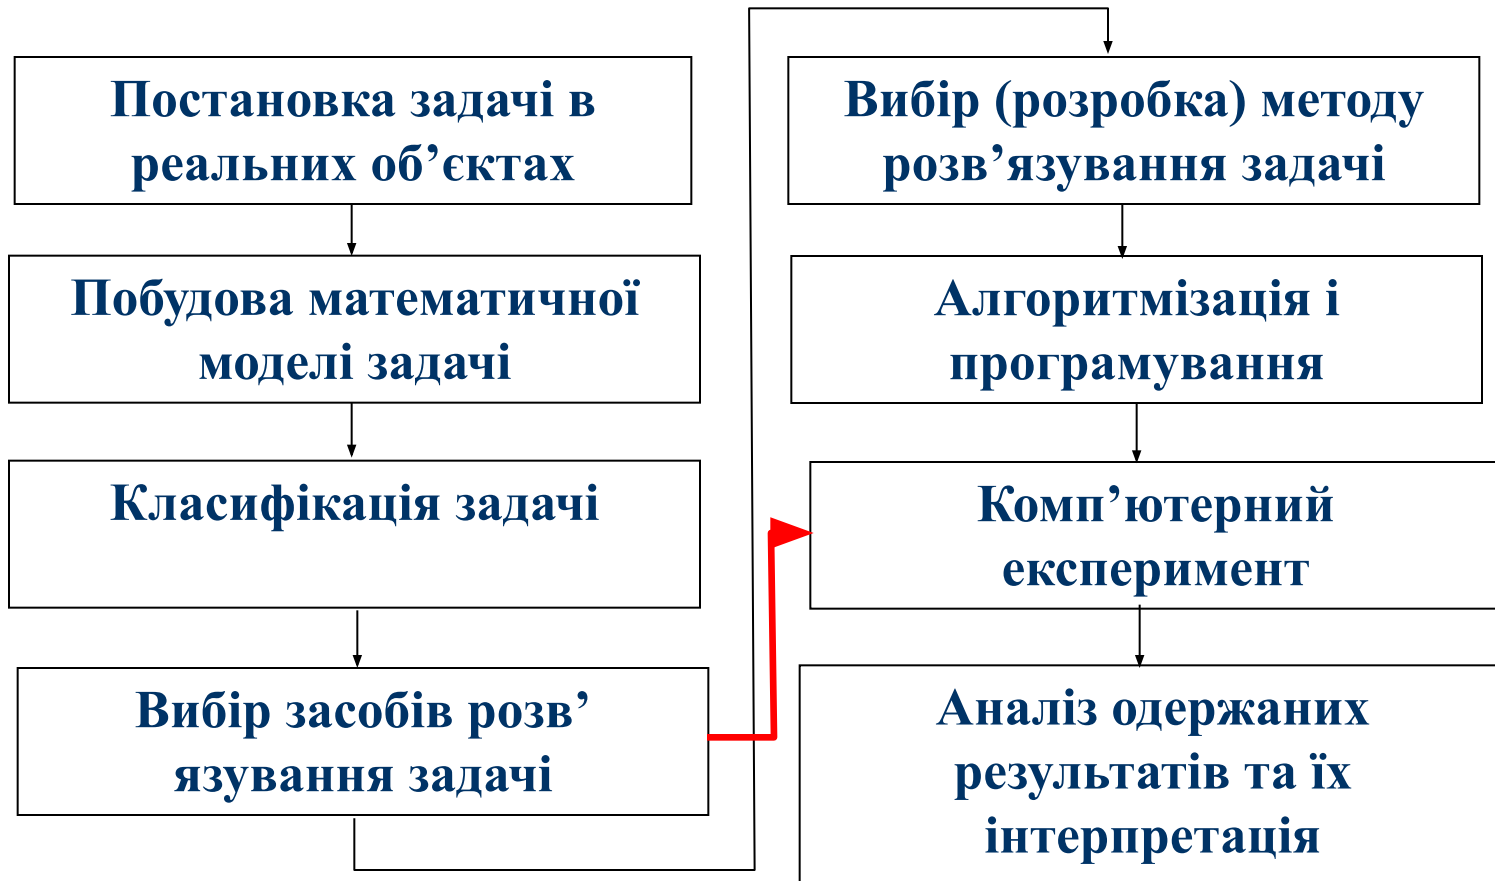 Постановка задачі в
реальних об’єктах
Побудова математичної
моделі задачі
Класифікація задачі
Вибір засобів розв’
язування задачі
Вибір (розробка) методу
розв’язування задачі
Алгоритмізація і
програмування
Комп’ютерний
експеримент
Аналіз одержаних
результатів та їх
інтерпретація